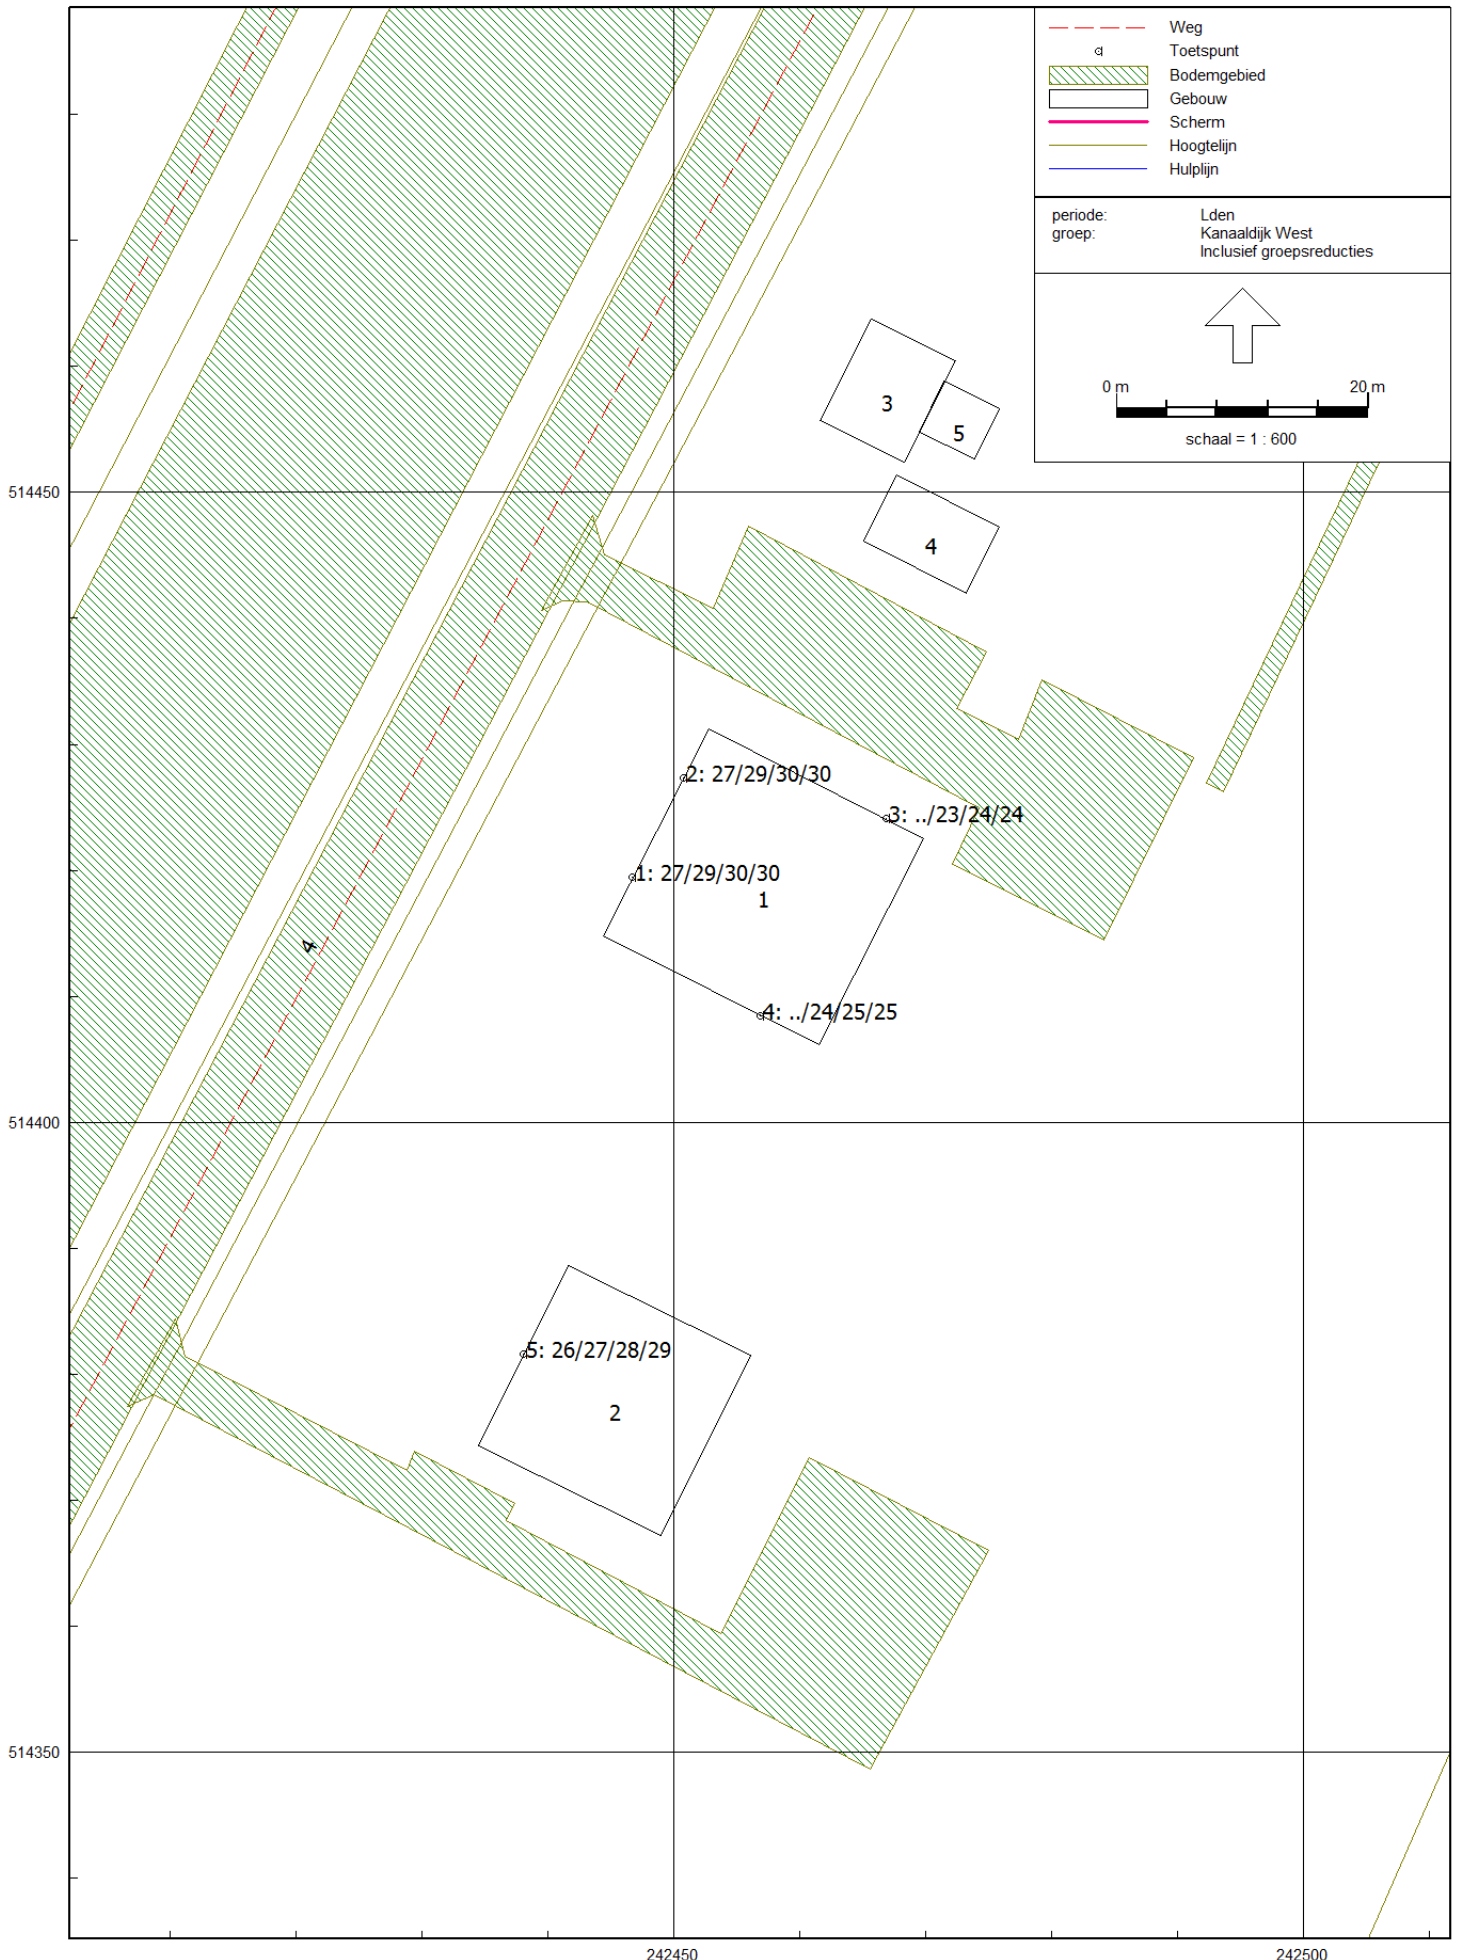 Weg
Toetspunt
Bodemgebied
Gebouw
Scherm
Hoogtelijn
Hulplijn
periode: Lden
groep: Kanaaldijk West
Inclusief groepsreducties
0 m 20 m
schaal = 1 : 600
3
5
514450
4
2: 27/29/30/30
3: ../23/24/24
1: 27/29/30/30
1
4
4: ../24/25/25
514400
5: 26/27/28/29
2
514350
242450 242500